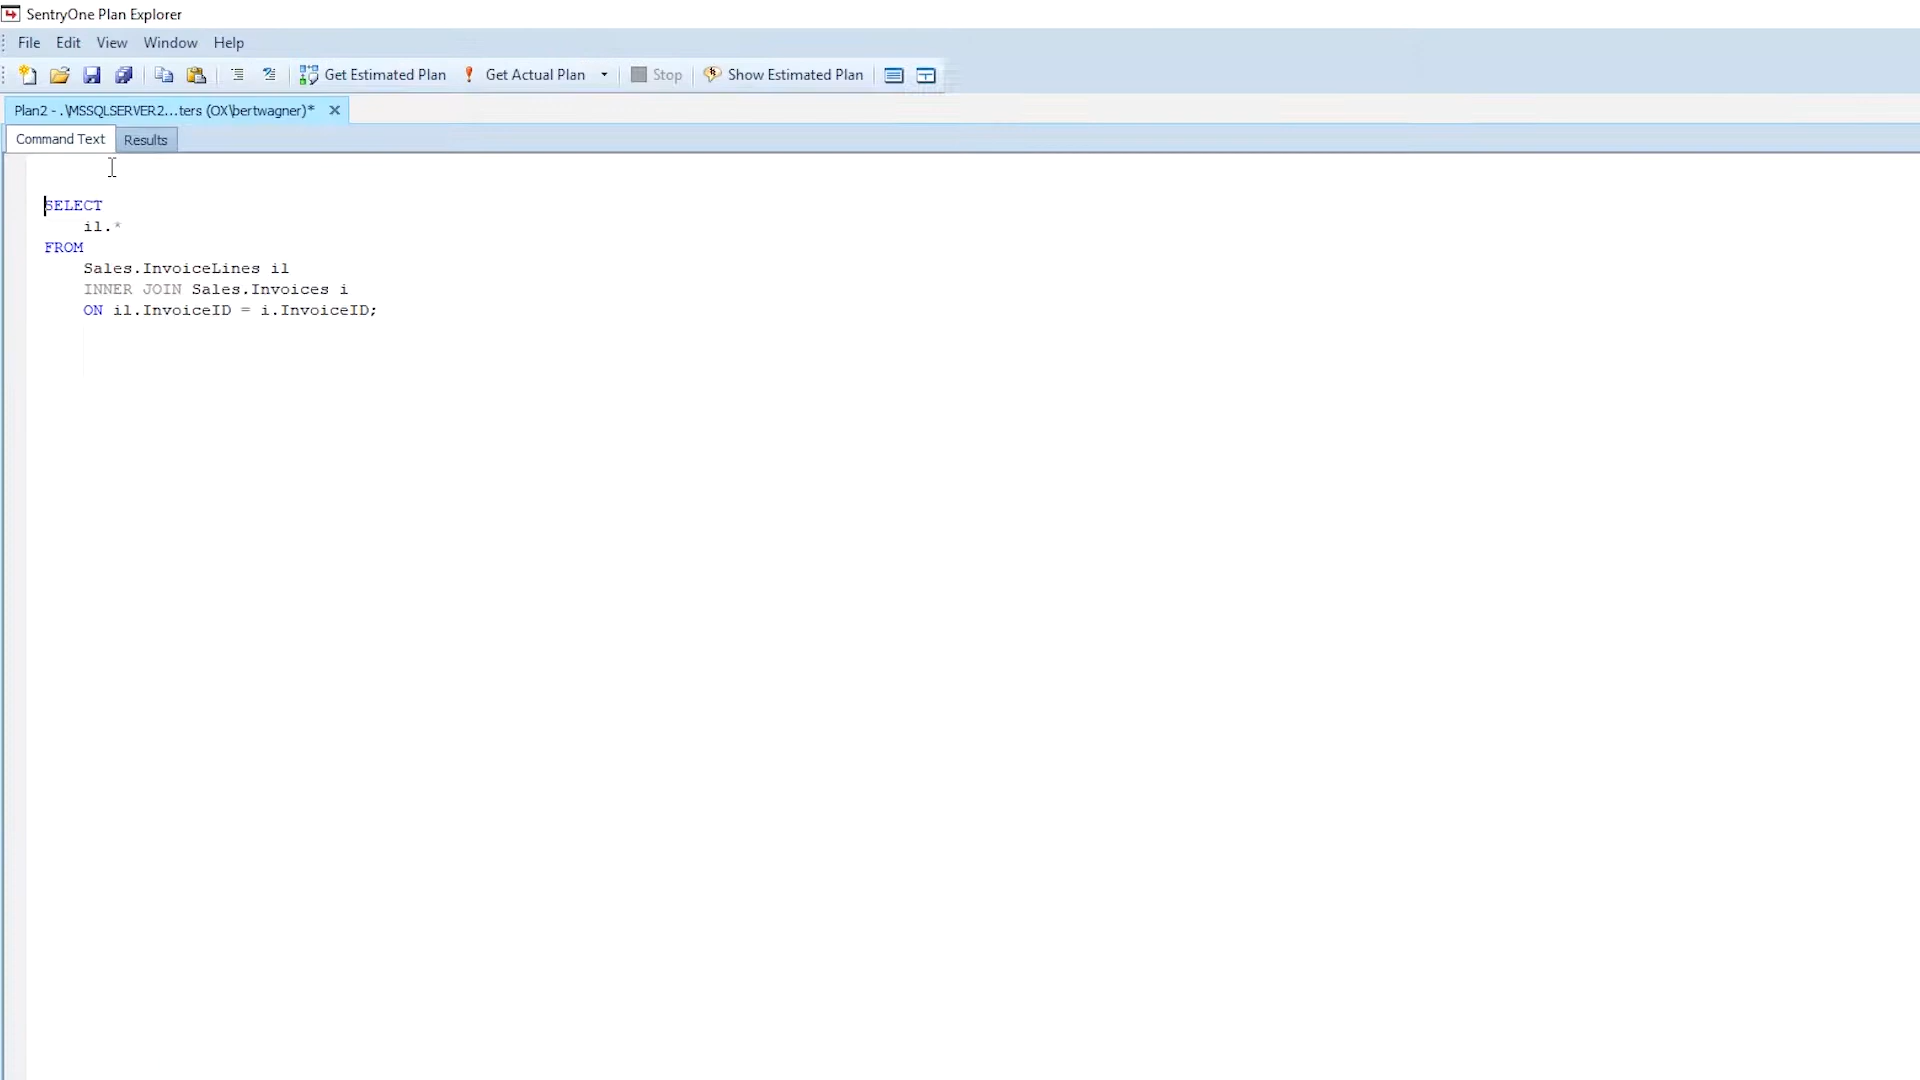 SentryOne Plan Explorer
File Edit View Window Help
Get Estimated Plan Get Actual Plan Stop Show Estimated Plan
Plan2 - .\MSSQLSERVER2...ters (OX\bertwagner)*
Command Text Results
SELECT
il.*
FROM
Sales.InvoiceLines il
INNER JOIN Sales.Invoices i
ON il.InvoiceID = i.InvoiceID;